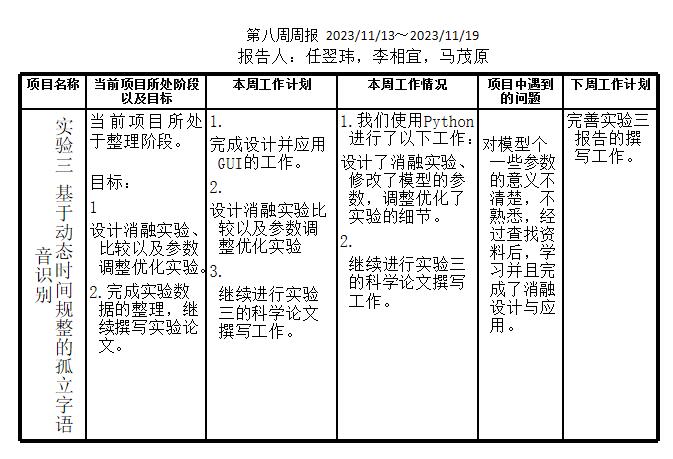 第八周周报 2023/11/13～2023/11/19
报告人：任翌玮，李相宜，马茂原
项目名称
当前项目所处阶段
以及目标
本周工作计划
本周工作情况
项目中遇到
的问题
下周工作计划
实验三 基于动态时间规整的孤立字语
音识别
当前项目所处
于整理阶段。
目标：
1
设计消融实验、
比较以及参数
调整优化实验。
2. 完成实验数
据的整理，继
续撰写实验论
文。
1.
完成设计并应用
GUI的工作。
2.
设计消融实验比
较以及参数调
整优化实验
3.
继续进行实验
三的科学论文
撰写工作。
1. 我们使用Python
进行了以下工作：
设计了消融实验、
修改了模型的参
数，调整优化了
实验的细节。
2.
继续进行实验三
的科学论文撰写
工作。
对模型个
一些参数
的意义不
清楚，不
熟悉，经
过查找资
料后，学
习并且完
成了消融
设计与应
用。
完善实验三
报告的撰
写工作。